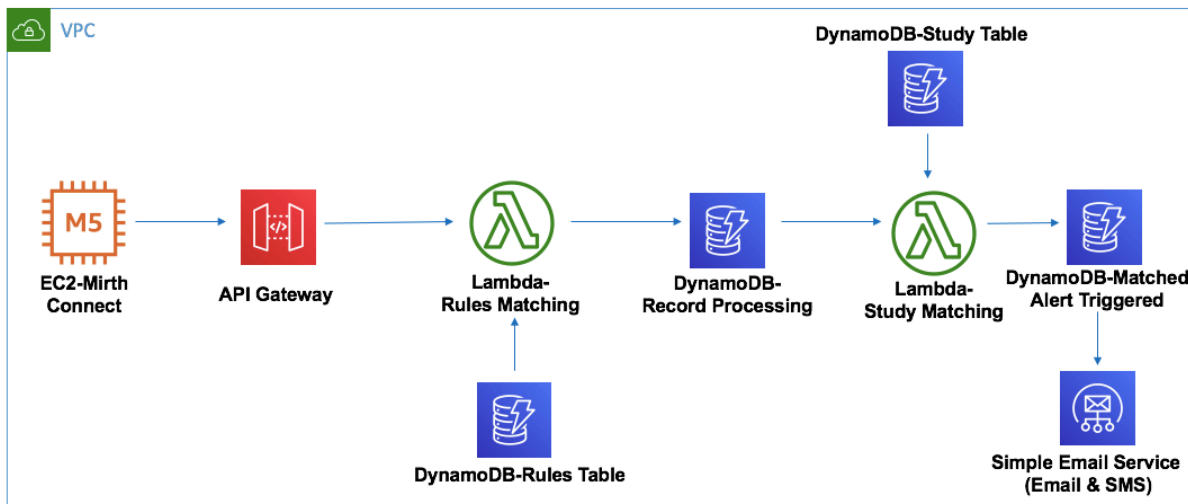 VPC
DynamoDB-Study Table
M5
EC2-Mirth
Connect
</>
API Gateway
Lambda-
Rules Matching
DynamoDB-
Record Processing
Lambda-
Study Matching
DynamoDB-Matched
Alert Triggered
DynamoDB-Rules Table
Simple Email Service
(Email & SMS)